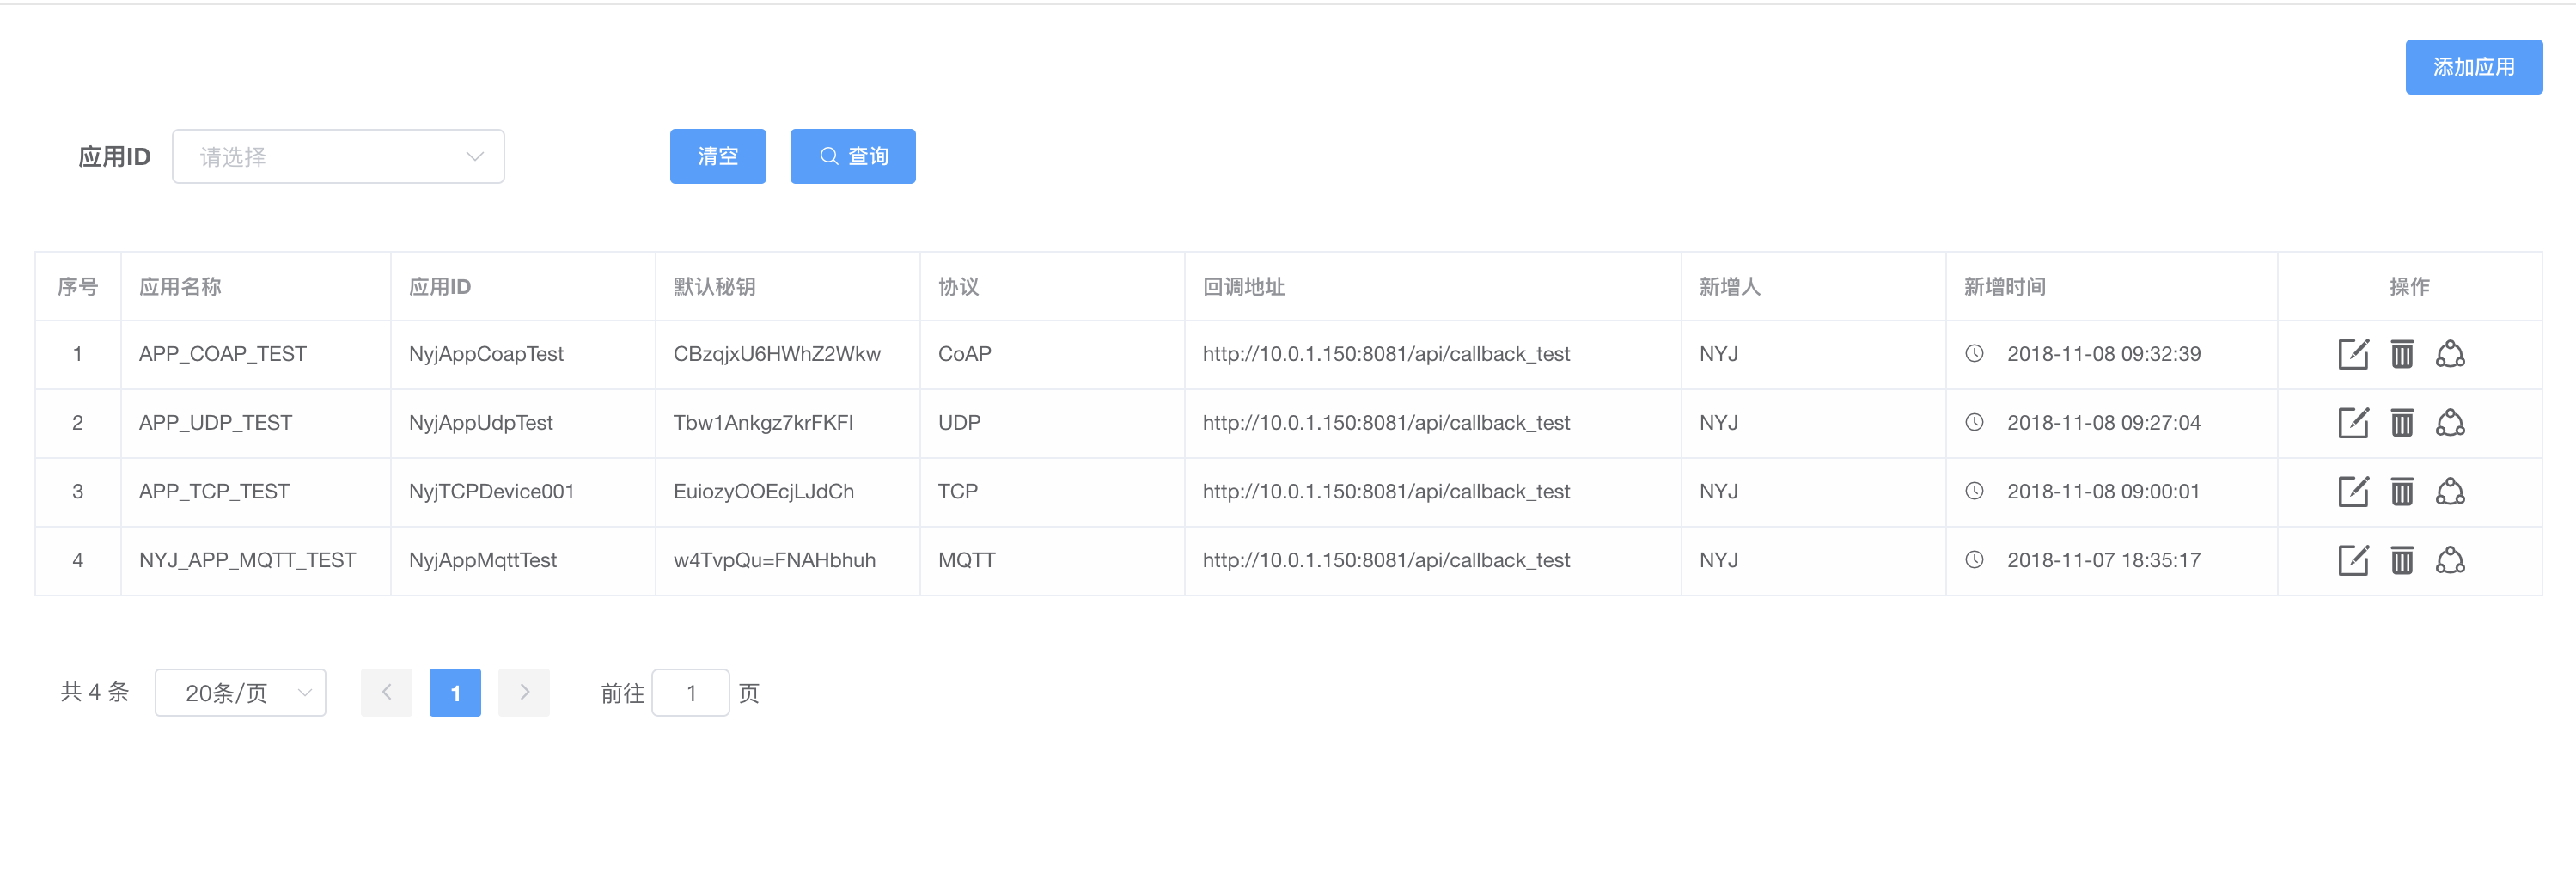 添加应用
应用ID 请选择 清空 查询
序号 应用名称 应用ID 默认秘钥 协议 回调地址 新增人 新增时间 操作
1 APP_COAP_TEST NyjAppCoapTest CBzqjxU6HWhZ2Wkw CoAP http://10.0.1.150:8081/api/callback_test NYJ 2018-11-08 09:32:39
2 APP_UDP_TEST NyjAppUdpTest Tbw1Ankgz7krFKFI UDP http://10.0.1.150:8081/api/callback_test NYJ 2018-11-08 09:27:04
3 APP_TCP_TEST NyjTCPDevice001 EuiozyOOEcjLJdCh TCP http://10.0.1.150:8081/api/callback_test NYJ 2018-11-08 09:00:01
4 NYJ_APP_MQTT_TEST NyjAppMqttTest w4TvpQu=FNAHbhuh MQTT http://10.0.1.150:8081/api/callback_test NYJ 2018-11-07 18:35:17
共 4 条 20条/页 1 前往 1 页